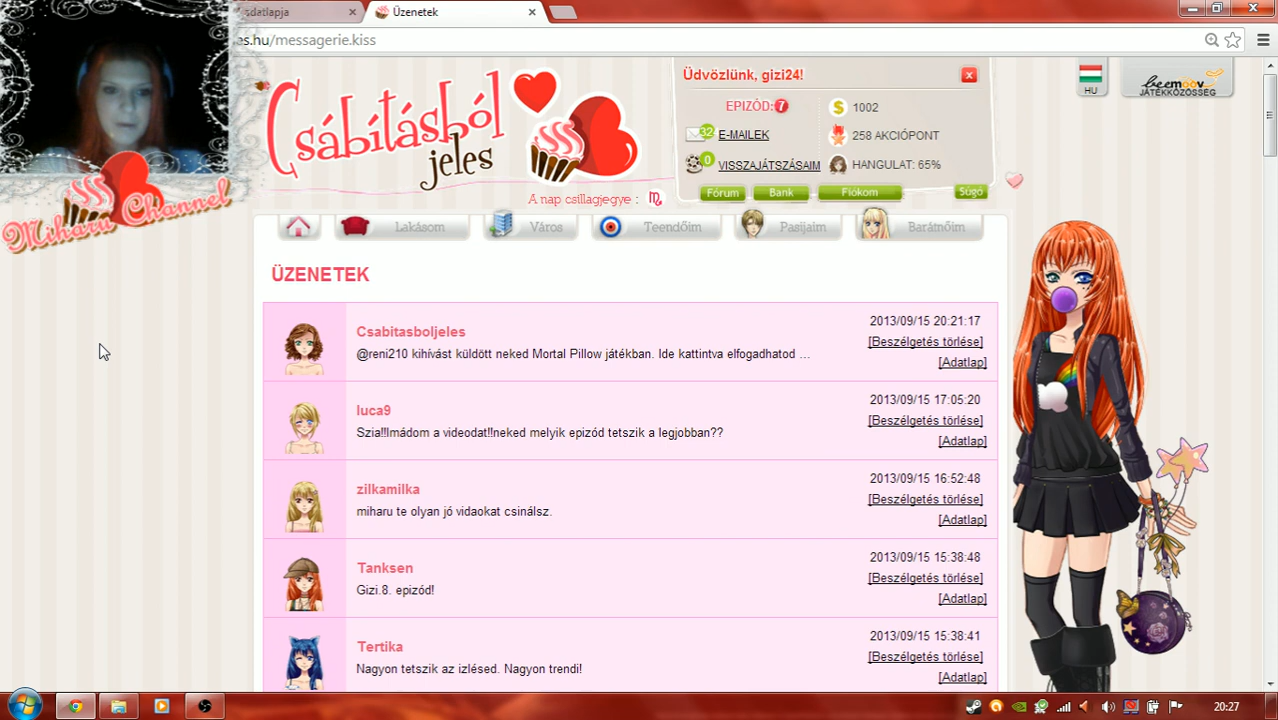 adatlapja
Üzenetek
es.hu/messagerie.kiss
Csábításból
jeles
A nap csillagjegye :
Üdvözlünk, gizi24!
EPIZÓD: 7
1002
32 E-MAILEK
258 AKCIÓPONT
0 VISSZAJÁTSZÁSAIM
HANGULAT: 65%
Fórum
Bank
Fiókom
Súgó
HU
beemoov
JÁTÉKKÖZÖSSÉG
Miharu Channel
Lakásom
Város
Teendőim
Pasijaim
Barátnőim
ÜZENETEK
Csabitasboljeles
2013/09/15 20:21:17
@reni210 kihívást küldött neked Mortal Pillow játékban. Ide kattintva elfogadhatod ...
[Beszélgetés törlése]
[Adatlap]
luca9
2013/09/15 17:05:20
Szia!!Imádom a videodat!!neked melyik epizód tetszik a legjobban??
[Beszélgetés törlése]
[Adatlap]
zilkamilka
2013/09/15 16:52:48
miharu te olyan jó vidaokat csinálsz.
[Beszélgetés törlése]
[Adatlap]
Tanksen
2013/09/15 15:38:48
Gizi.8. epizód!
[Beszélgetés törlése]
[Adatlap]
Tertika
2013/09/15 15:38:41
Nagyon tetszik az izlésed. Nagyon trendi!
[Beszélgetés törlése]
[Adatlap]
20:27